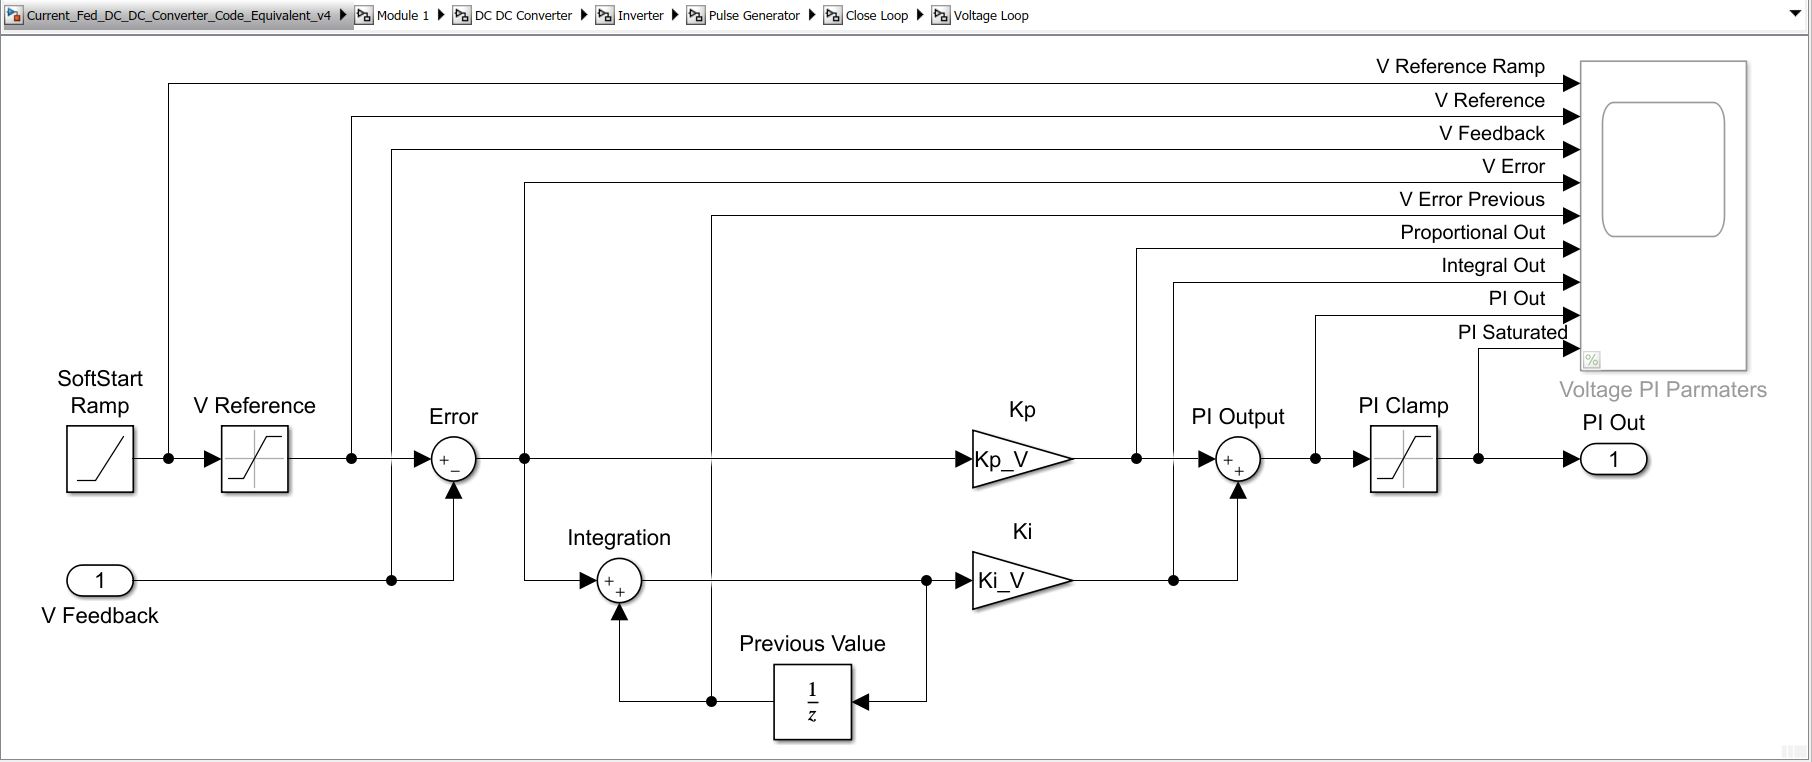 Current_Fed_DC_DC_Converter_Code_Equivalent_v4 Module 1 DC DC Converter Inverter Pulse Generator Close Loop Voltage Loop
V Reference Ramp
V Reference
V Feedback
V Error
V Error Previous
Proportional Out
Integral Out
PI Out
PI Saturated
%
Voltage PI Parmaters
SoftStart
Ramp
V Reference
Error
+
−
Kp
Kp_V
PI Output
+
+
PI Clamp
PI Out
1
1
V Feedback
Integration
+
+
Ki
Ki_V
Previous Value
1
z